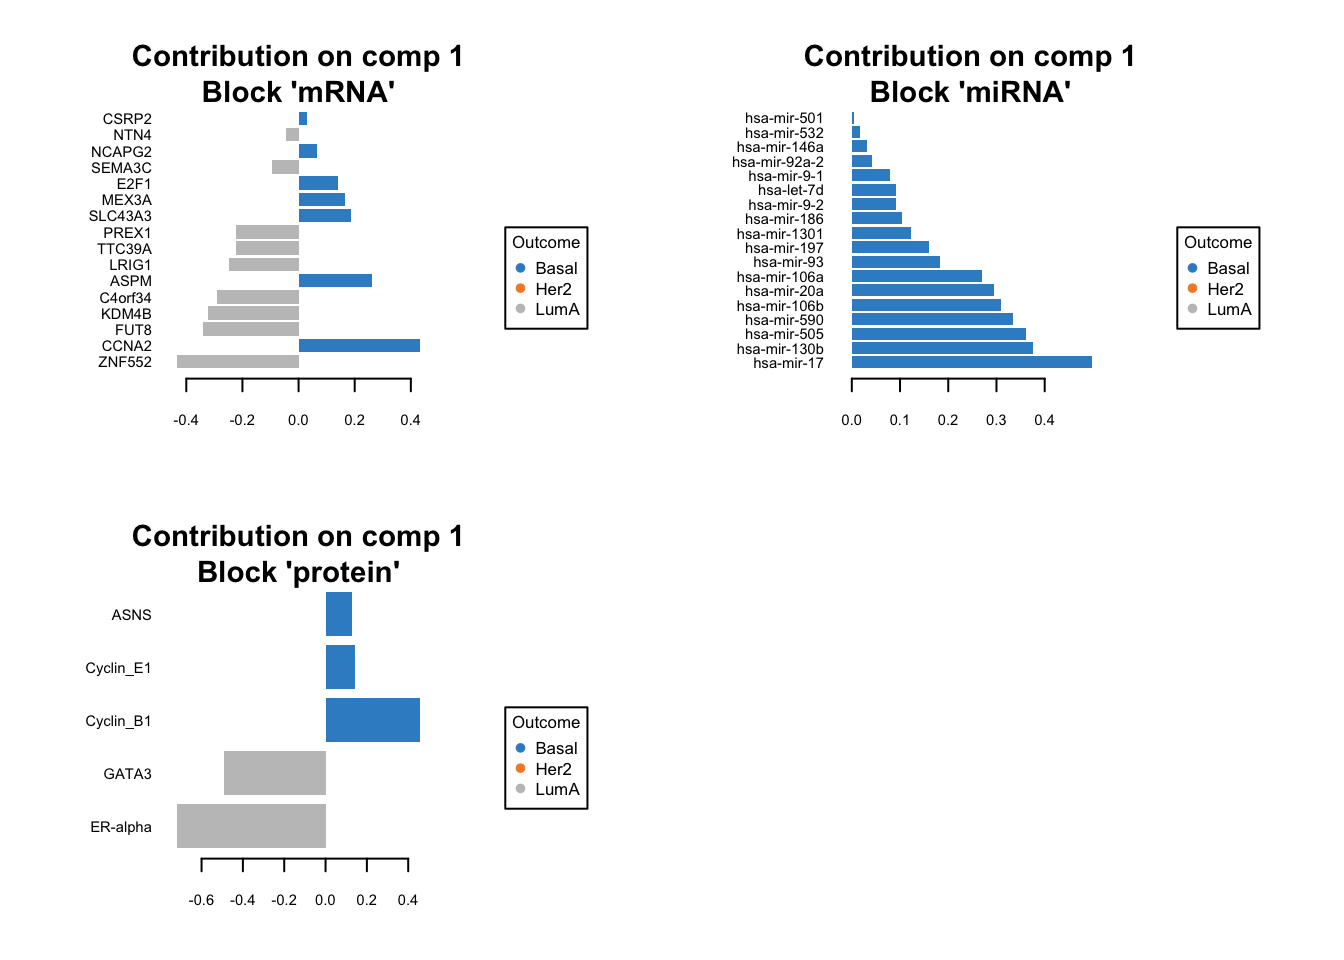 Contribution on comp 1
Block 'mRNA'
CSRP2
NTN4
NCAPG2
SEMA3C
E2F1
MEX3A
SLC43A3
PREX1
TTC39A
LRIG1
ASPM
C4orf34
KDM4B
FUT8
CCNA2
ZNF552
-0.4 -0.2 0.0 0.2 0.4
Outcome
Basal
Her2
LumA
Contribution on comp 1
Block 'miRNA'
hsa-mir-501
hsa-mir-532
hsa-mir-146a
hsa-mir-92a-2
hsa-mir-9-1
hsa-let-7d
hsa-mir-9-2
hsa-mir-186
hsa-mir-1301
hsa-mir-197
hsa-mir-93
hsa-mir-106a
hsa-mir-20a
hsa-mir-106b
hsa-mir-590
hsa-mir-505
hsa-mir-130b
hsa-mir-17
0.0 0.1 0.2 0.3 0.4
Outcome
Basal
Her2
LumA
Contribution on comp 1
Block 'protein'
ASNS
Cyclin_E1
Cyclin_B1
GATA3
ER-alpha
-0.6 -0.4 -0.2 0.0 0.2 0.4
Outcome
Basal
Her2
LumA